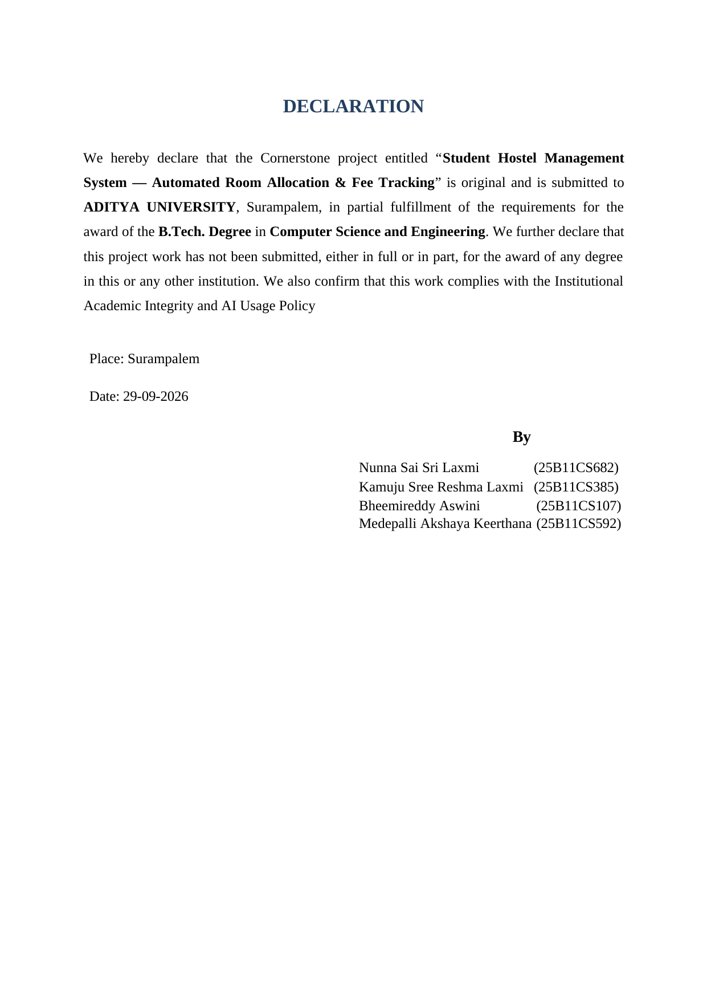 DECLARATION
We hereby declare that the Cornerstone project entitled “Student Hostel Management
System — Automated Room Allocation & Fee Tracking” is original and is submitted to
ADITYA UNIVERSITY, Surampalem, in partial fulfillment of the requirements for the
award of the B.Tech. Degree in Computer Science and Engineering. We further declare that
this project work has not been submitted, either in full or in part, for the award of any degree
in this or any other institution. We also confirm that this work complies with the Institutional
Academic Integrity and AI Usage Policy
Place: Surampalem
Date: 29-09-2026
By
Nunna Sai Sri Laxmi (25B11CS682)
Kamuju Sree Reshma Laxmi (25B11CS385)
Bheemireddy Aswini (25B11CS107)
Medepalli Akshaya Keerthana (25B11CS592)